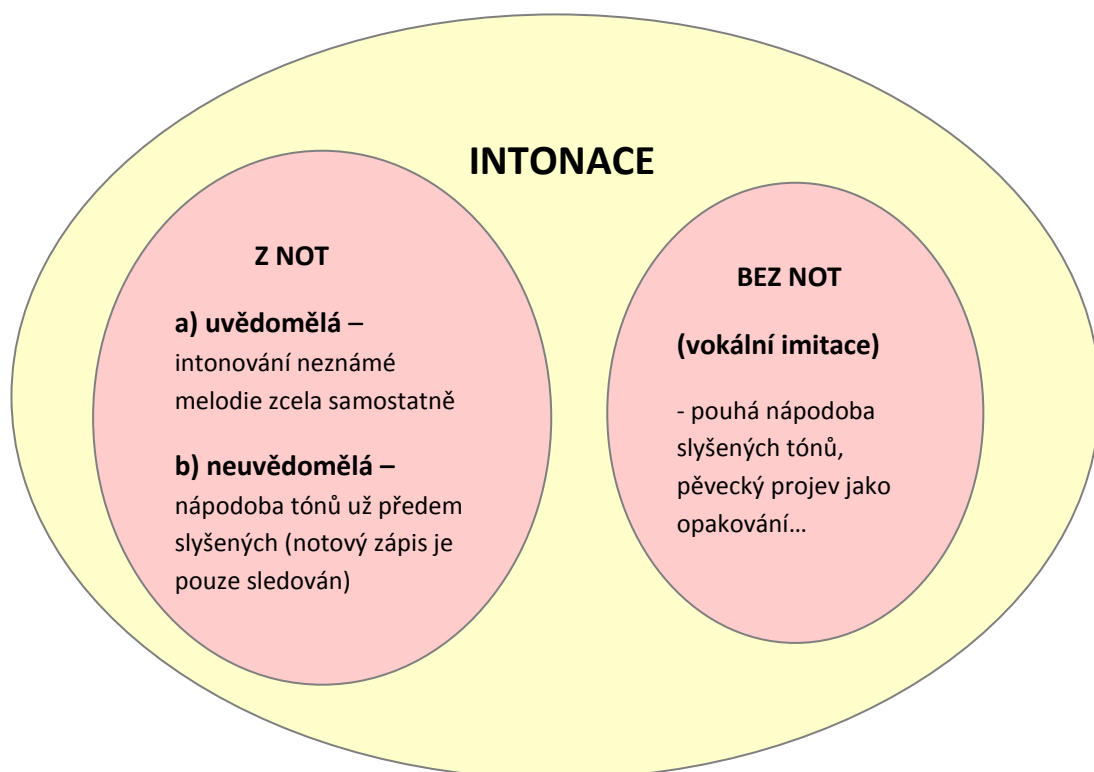 INTONACE
Z NOT
a) uvědomělá –
intonování neznámé
melodie zcela samostatně
b) neuvědomělá –
nápodoba tónů už předem
slyšených (notový zápis je
pouze sledován)
BEZ NOT
(vokální imitace)
- pouhá nápodoba
slyšených tónů,
pěvecký projev jako
opakování…